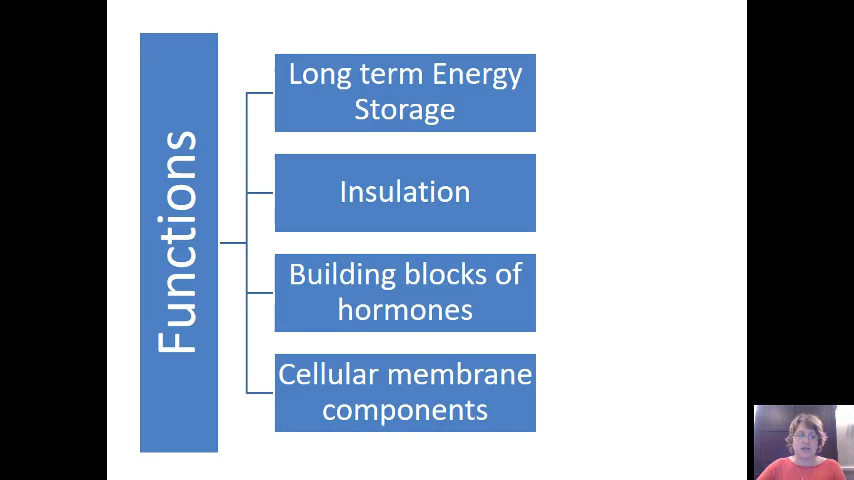 Functions
Long term Energy
Storage
Insulation
Building blocks of
hormones
Cellular membrane
components